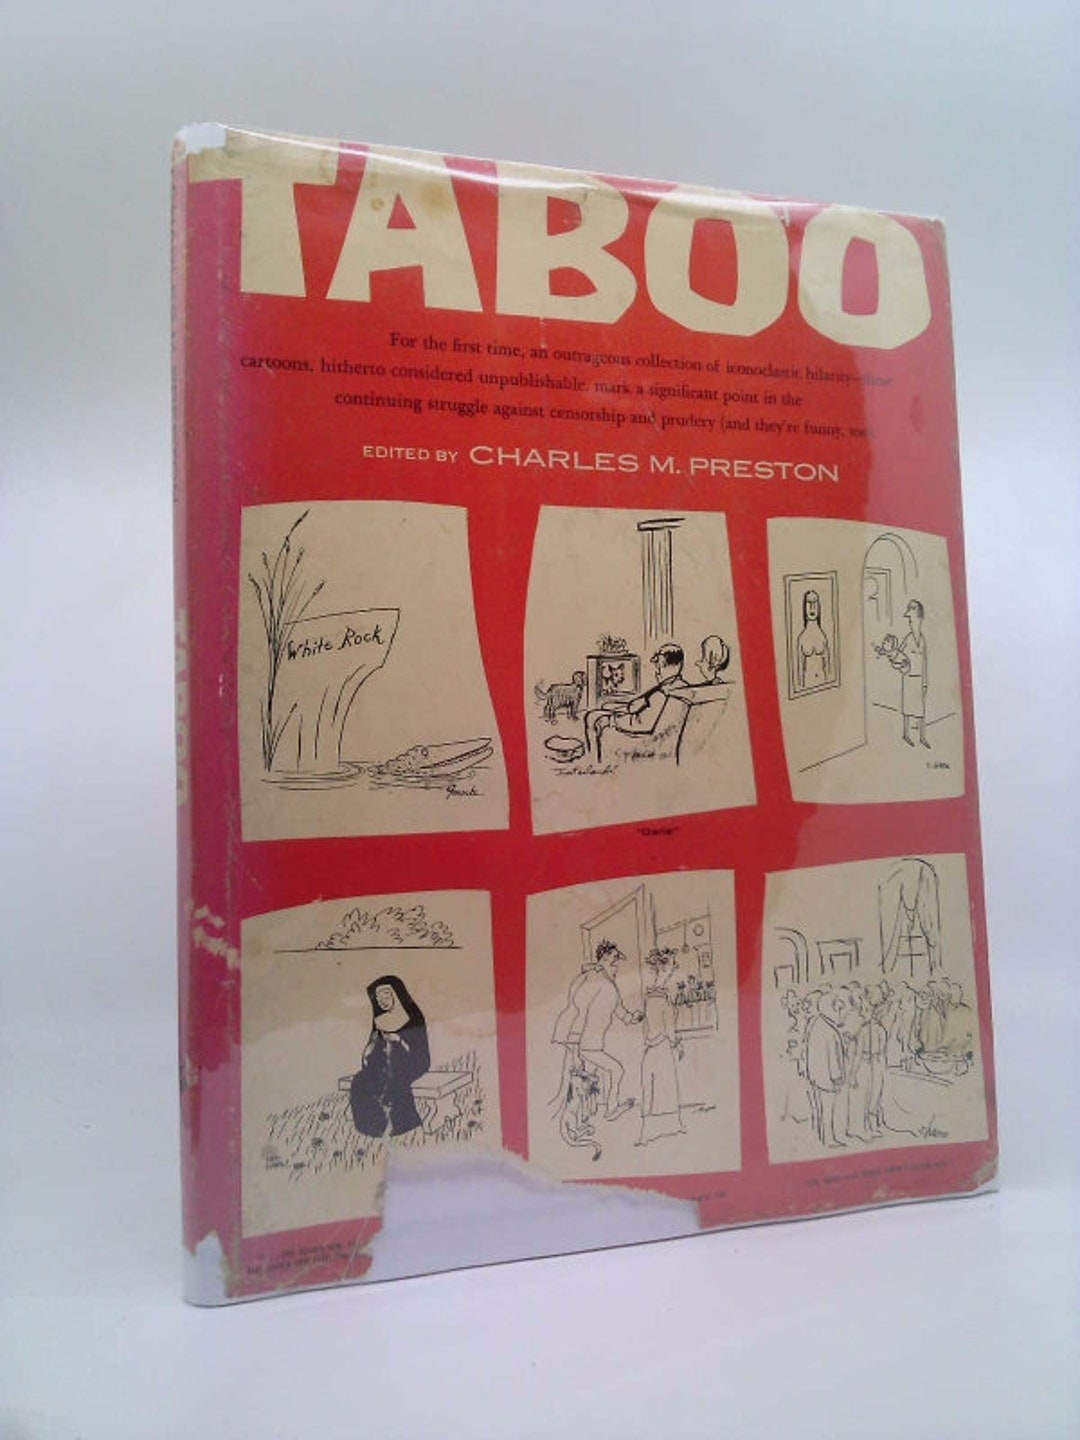 TABOO
For the first time, an outrageous collection of iconoclastic hilarity—these
cartoons, hitherto considered unpublishable, mark a significant point in the
continuing struggle against censorship and prudery (and they're funny, too
EDITED BY CHARLES M. PRESTON
White Rock
TABOO